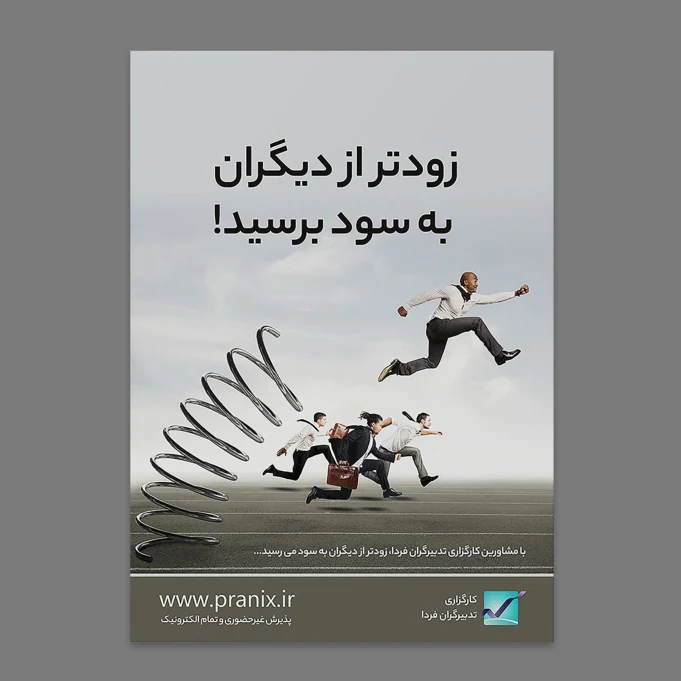 زودتر از دیگران
به سود برسید!
با مشاورین کارگزاری تدبیرگران فردا، زودتر از دیگران به سود می رسید...
www.pranix.ir
پذیرش غیرحضوری و تمام الکترونیک
کارگزاری
تدبیرگران فردا